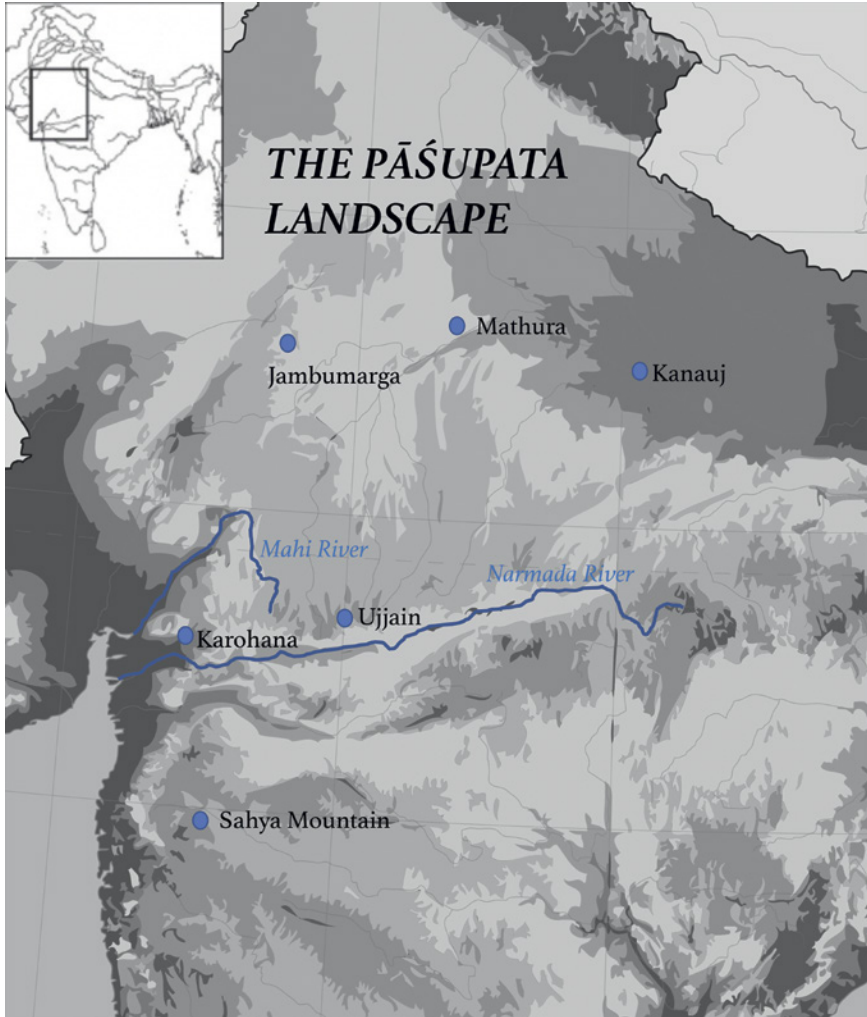 THE PĀŚUPATA
LANDSCAPE
Mathura
Jambumarga
Kanauj
Mahi River
Narmada River
Ujjain
Karohana
Sahya Mountain